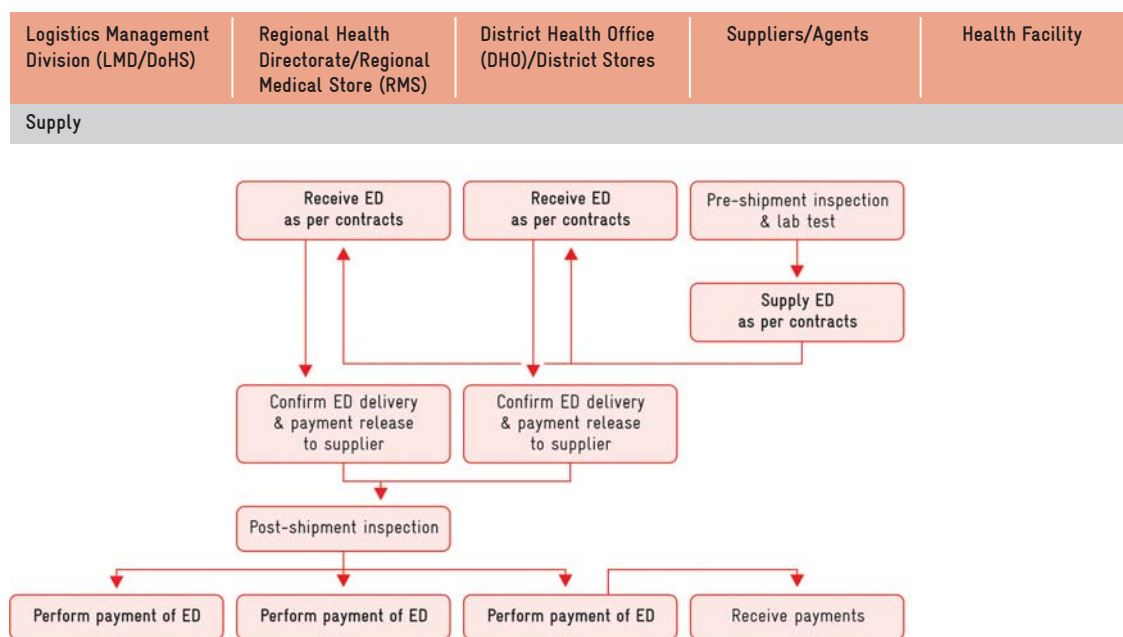 Logistics Management
Division (LMD/DoHS)
Regional Health
Directorate/Regional
Medical Store (RMS)
District Health Office
(DHO)/District Stores
Suppliers/Agents
Health Facility
Supply
Receive ED
as per contracts
Receive ED
as per contracts
Pre-shipment inspection
& lab test
Supply ED
as per contracts
Confirm ED delivery
& payment release
to supplier
Confirm ED delivery
& payment release
to supplier
Post-shipment inspection
Perform payment of ED
Perform payment of ED
Perform payment of ED
Receive payments